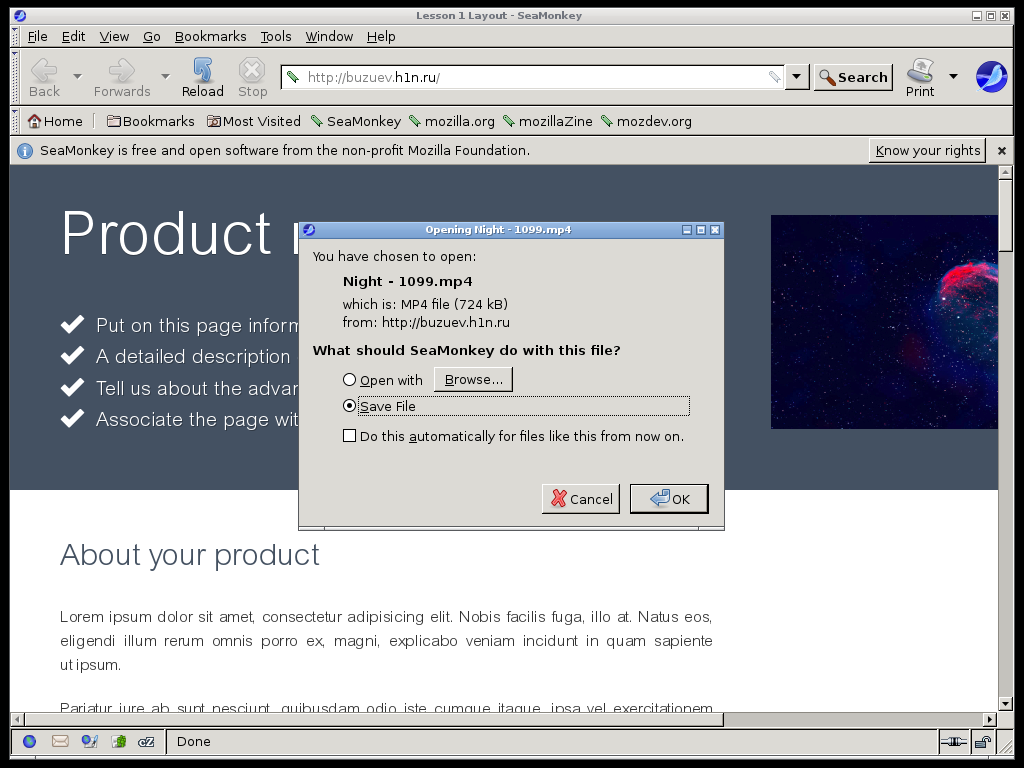 Lesson 1 Layout - SeaMonkey
File Edit View Go Bookmarks Tools Window Help
Back Forwards Reload Stop http://buzuev.h1n.ru/ Search Print
Home Bookmarks Most Visited SeaMonkey mozilla.org mozillaZine mozdev.org
SeaMonkey is free and open software from the non-profit Mozilla Foundation. Know your rights
Product
Put on this page inform
A detailed description
Tell us about the advan
Associate the page wit
Opening Night - 1099.mp4
You have chosen to open:
Night - 1099.mp4
which is: MP4 file (724 kB)
from: http://buzuev.h1n.ru
What should SeaMonkey do with this file?
Open with Browse...
Save File
Do this automatically for files like this from now on.
Cancel OK
About your product
Lorem ipsum dolor sit amet, consectetur adipisicing elit. Nobis facilis fuga, illo at. Natus eos,
eligendi illum rerum omnis porro ex, magni, explicabo veniam incidunt in quam sapiente
ut ipsum.
Pariatur iure ab sunt nesciunt, quibusdam odio iste cumque itaque, ipsa vel exercitationem
Done